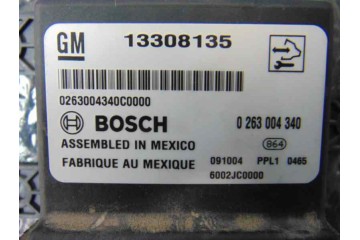 GM 13308135
0263004340C0000
BOSCH 0 263 004 340
ASSEMBLED IN MEXICO 864
FABRIQUE AU MEXIQUE 091004 PPL1 0465
6002JC0000